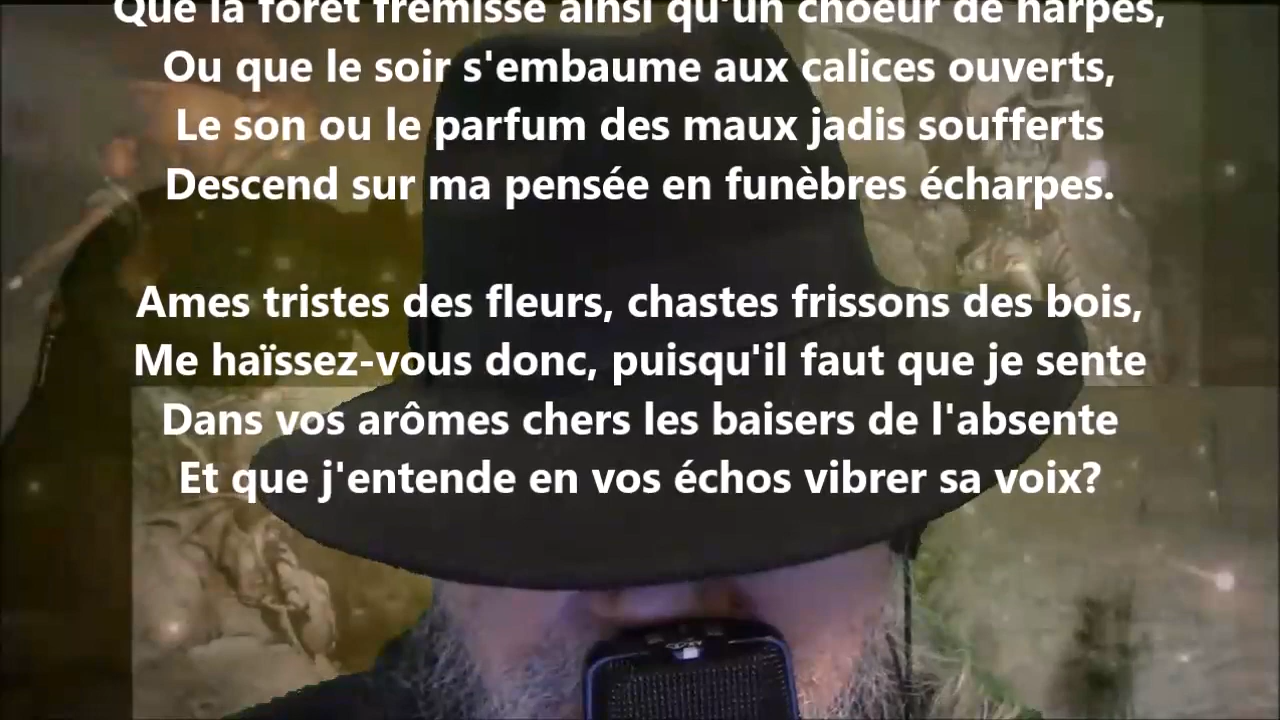 Que la forêt frémisse ainsi qu'un choeur de harpes,
Ou que le soir s'embaume aux calices ouverts,
Le son ou le parfum des maux jadis soufferts
Descend sur ma pensée en funèbres écharpes.
Ames tristes des fleurs, chastes frissons des bois,
Me haïssez-vous donc, puisqu'il faut que je sente
Dans vos arômes chers les baisers de l'absente
Et que j'entende en vos échos vibrer sa voix?